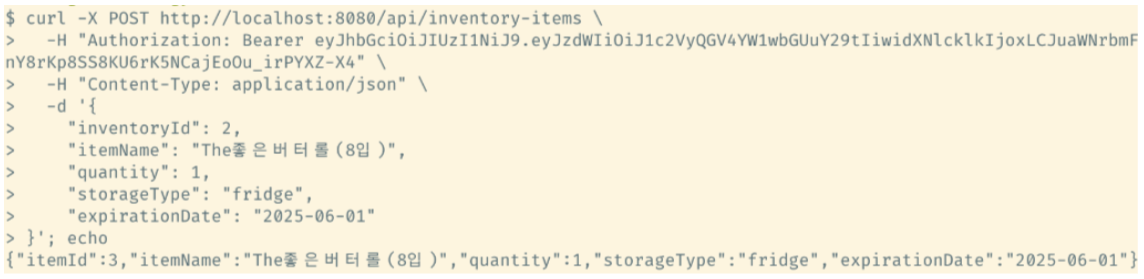 $ curl -X POST http://localhost:8080/api/inventory-items \
>   -H "Authorization: Bearer eyJhbGciOiJIUzI1NiJ9.eyJzdWIiOiJ1c2VyQGV4YW1wbGUuY29tIiwidXNlcklkIjoxLCJuaWNrbmF
nY8rKp8SS8KU6rK5NCajEoOu_irPYXZ-X4" \
>   -H "Content-Type: application/json" \
>   -d '{
>     "inventoryId": 2,
>     "itemName": "The좋은버터롤(8입)",
>     "quantity": 1,
>     "storageType": "fridge",
>     "expirationDate": "2025-06-01"
> }'; echo
{"itemId":3,"itemName":"The좋은버터롤(8입)","quantity":1,"storageType":"fridge","expirationDate":"2025-06-01"}